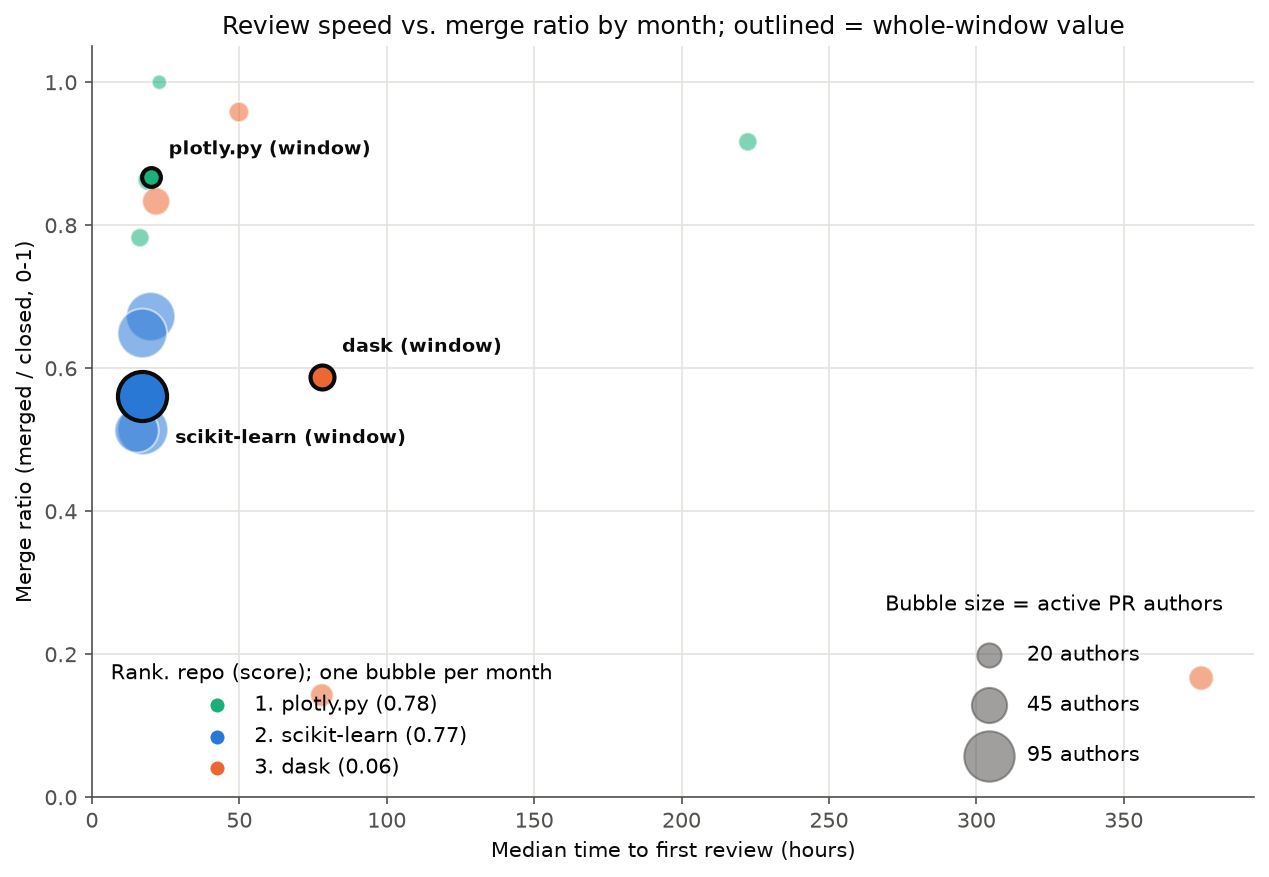 Review speed vs. merge ratio by month; outlined = whole-window value
Merge ratio (merged / closed, 0-1)
1.0
0.8
0.6
0.4
0.2
0.0
plotly.py (window)
dask (window)
scikit-learn (window)
Bubble size = active PR authors
20 authors
45 authors
95 authors
Rank. repo (score); one bubble per month
1. plotly.py (0.78)
2. scikit-learn (0.77)
3. dask (0.06)
0
50
100
150
200
250
300
350
Median time to first review (hours)